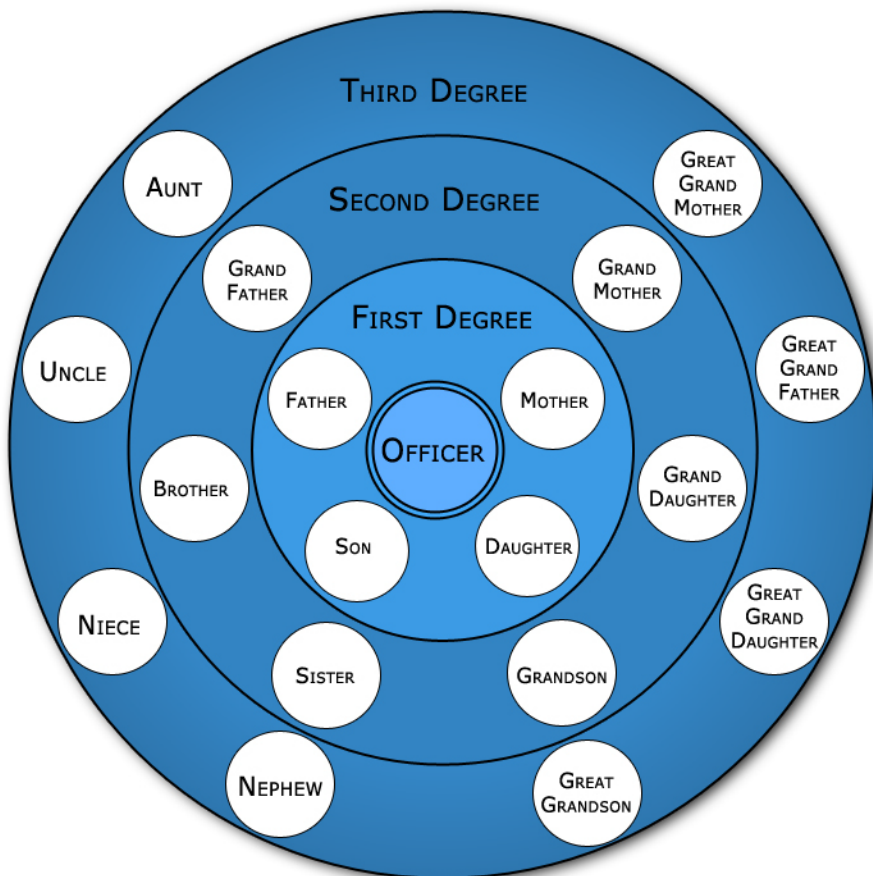 Third Degree
Aunt
Great
Grand
Mother
Second Degree
Grand
Father
Grand
Mother
First Degree
Uncle
Great
Grand
Father
Father
Mother
Officer
Brother
Grand
Daughter
Son
Daughter
Niece
Great
Grand
Daughter
Sister
Grandson
Nephew
Great
Grandson